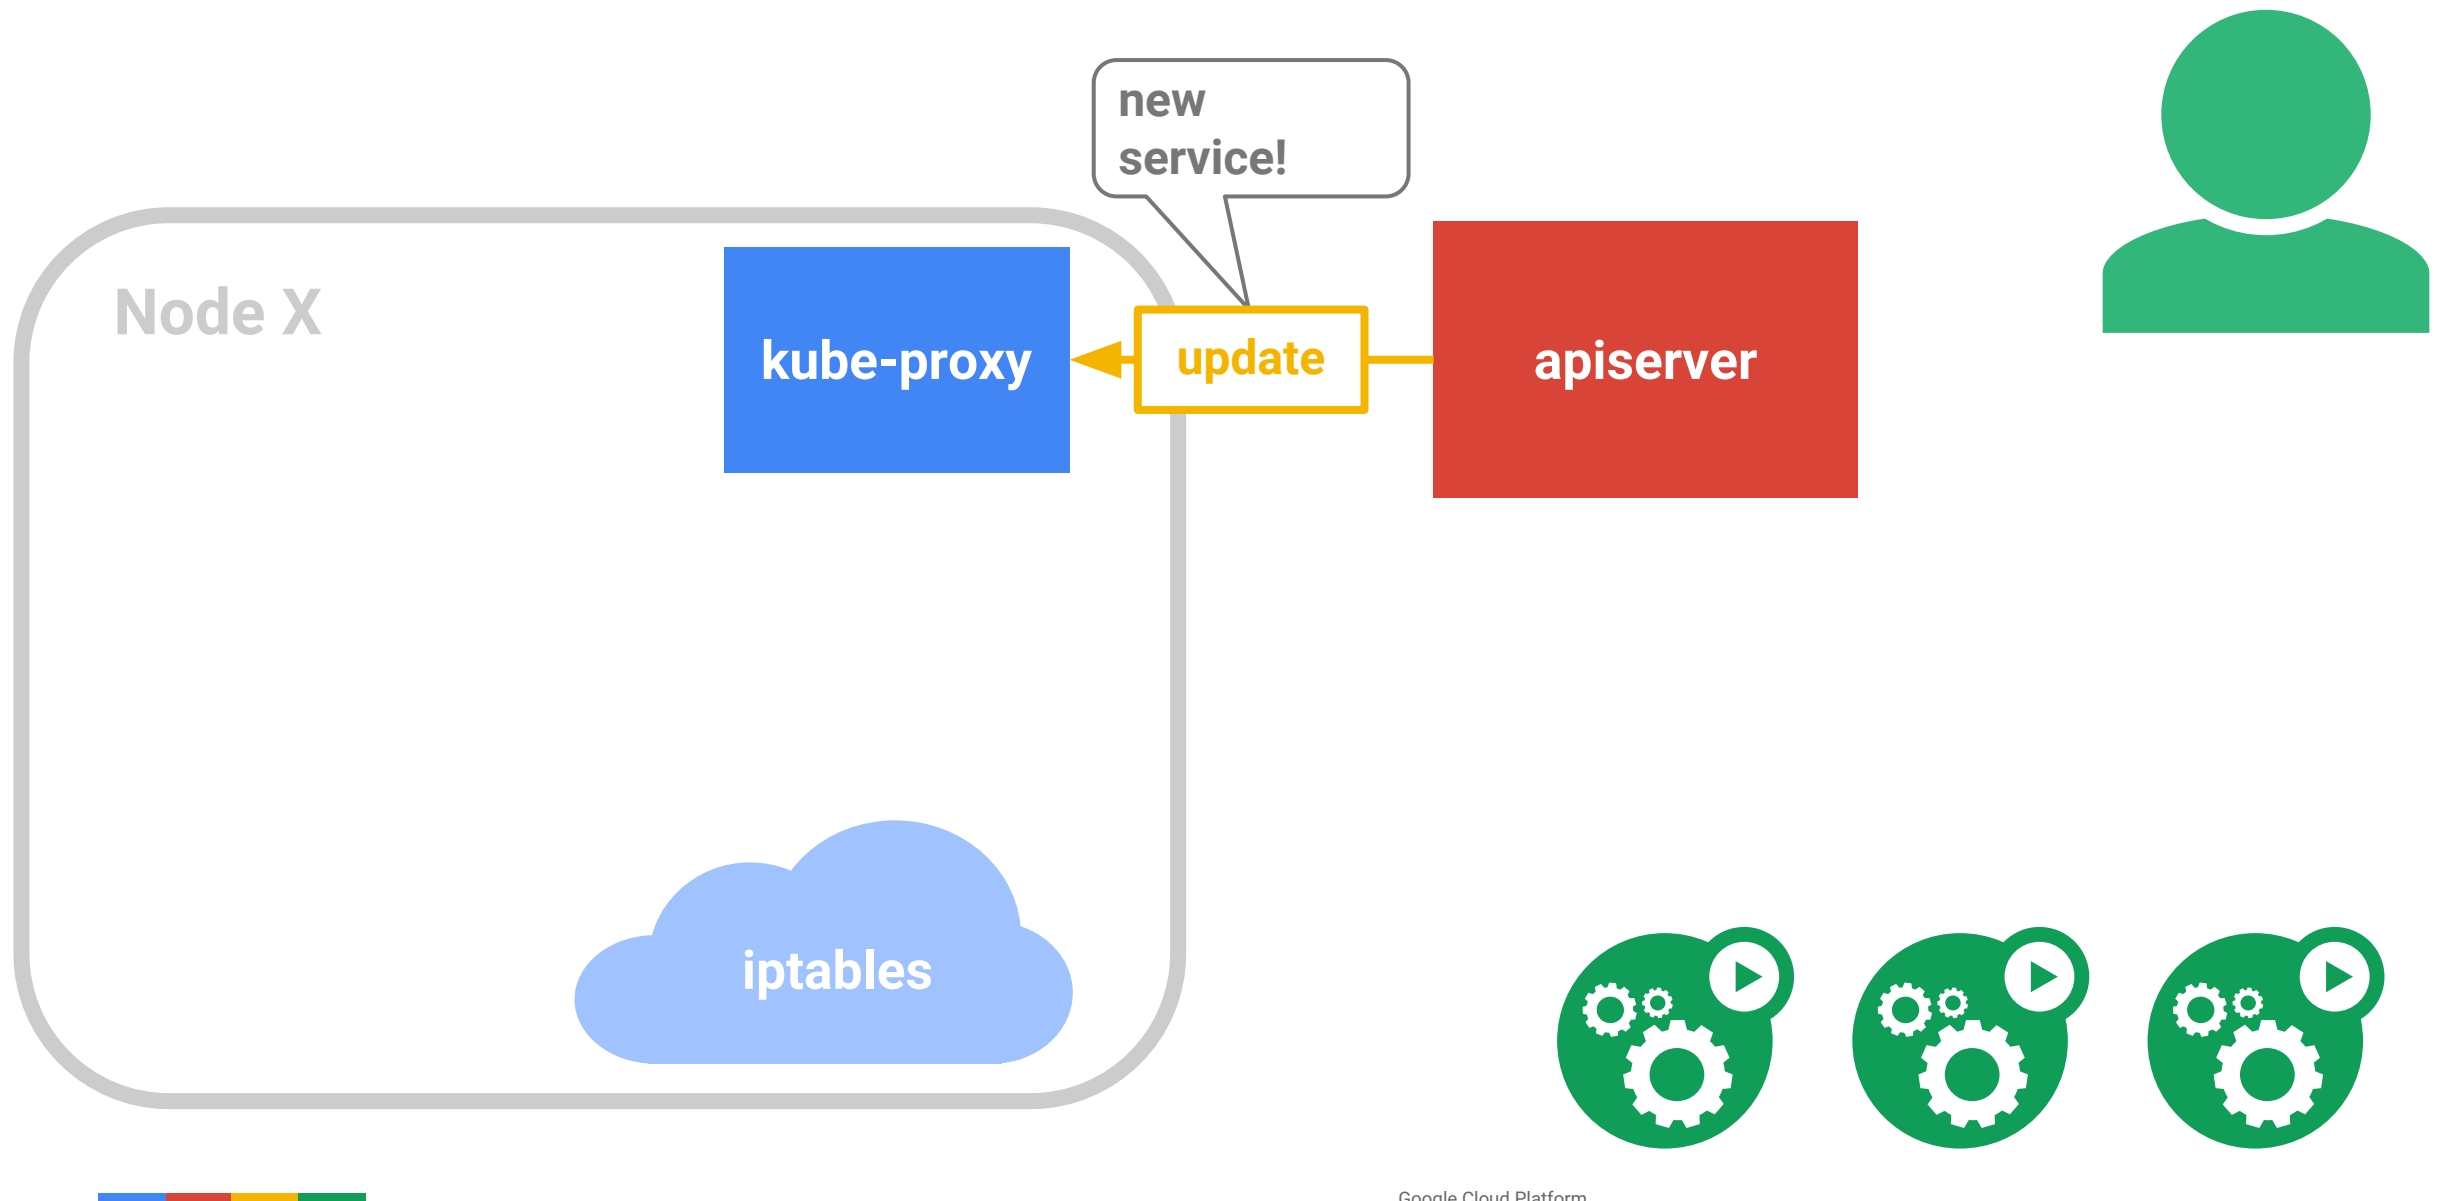 new
service!
Node X
kube-proxy
update
apiserver
iptables
Google Cloud Platform